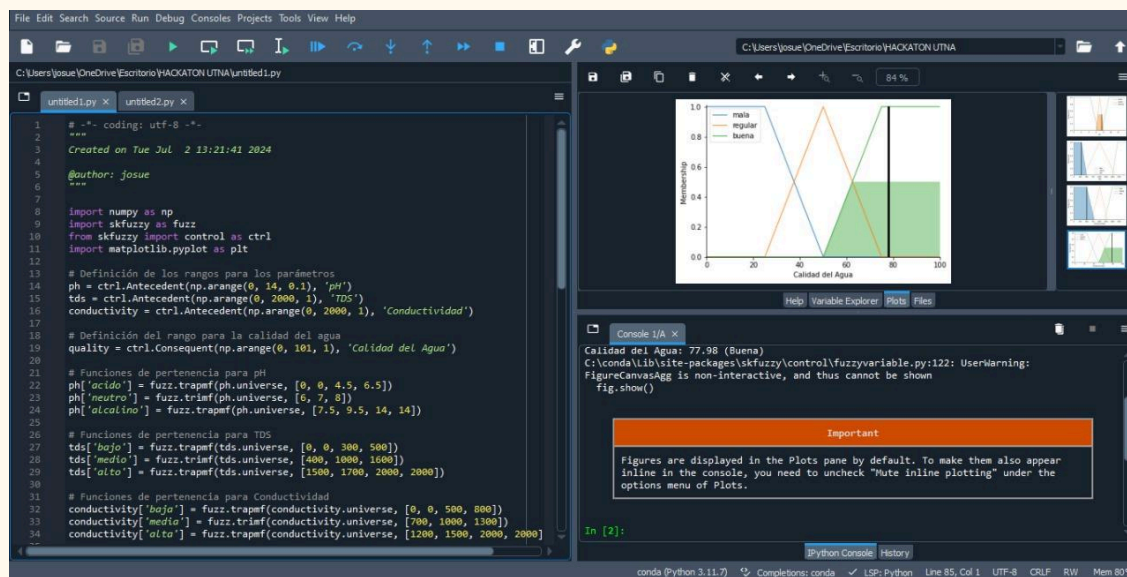 File Edit Search Source Run Debug Consoles Projects Tools View Help
C:\Users\josue\OneDrive\Escritorio\HACKATON UTNA
C:\Users\josue\OneDrive\Escritorio\HACKATON UTNA\untitled1.py
untitled1.py
untitled2.py
1 # -*- coding: utf-8 -*-
2 """
3 Created on Tue Jul 2 13:21:41 2024
4
5 @author: josue
6 """
7
8 import numpy as np
9 import skfuzzy as fuzz
10 from skfuzzy import control as ctrl
11 import matplotlib.pyplot as plt
12
13 # Definición de los rangos para los parámetros
14 ph = ctrl.Antecedent(np.arange(0, 14, 0.1), 'pH')
15 tds = ctrl.Antecedent(np.arange(0, 2000, 1), 'TDS')
16 conductivity = ctrl.Antecedent(np.arange(0, 2000, 1), 'Conductividad')
17
18 # Definición del rango para la calidad del agua
19 quality = ctrl.Consequent(np.arange(0, 101, 1), 'Calidad del Agua')
20
21 # Funciones de pertenencia para pH
22 ph['acido'] = fuzz.trapmf(ph.universe, [0, 0, 4.5, 6.5])
23 ph['neutro'] = fuzz.trimf(ph.universe, [6, 7, 8])
24 ph['alcalino'] = fuzz.trapmf(ph.universe, [7.5, 9.5, 14, 14])
25
26 # Funciones de pertenencia para TDS
27 tds['bajo'] = fuzz.trapmf(tds.universe, [0, 0, 300, 500])
28 tds['medio'] = fuzz.trimf(tds.universe, [400, 1000, 1600])
29 tds['alto'] = fuzz.trapmf(tds.universe, [1500, 1700, 2000, 2000])
30
31 # Funciones de pertenencia para Conductividad
32 conductivity['baja'] = fuzz.trapmf(conductivity.universe, [0, 0, 500, 800])
33 conductivity['media'] = fuzz.trimf(conductivity.universe, [700, 1000, 1300])
34 conductivity['alta'] = fuzz.trapmf(conductivity.universe, [1200, 1500, 2000, 2000]
84 %
mala
regular
buena
Membership
1.0
0.8
0.6
0.4
0.2
0.0
0 20 40 60 80 100
Calidad del Agua
Help Variable Explorer Plots Files
Console 1/A
Calidad del Agua: 77.98 (Buena)
C:\conda\Lib\site-packages\skfuzzy\control\fuzzyvariable.py:122: UserWarning:
FigureCanvasAgg is non-interactive, and thus cannot be shown
fig.show()
Important
Figures are displayed in the Plots pane by default. To make them also appear
inline in the console, you need to uncheck "Mute inline plotting" under the
options menu of Plots.
In [2]:
IPython Console History
conda (Python 3.11.7) Completions: conda LSP: Python Line 85, Col 1 UTF-8 CRLF RW Mem 80%